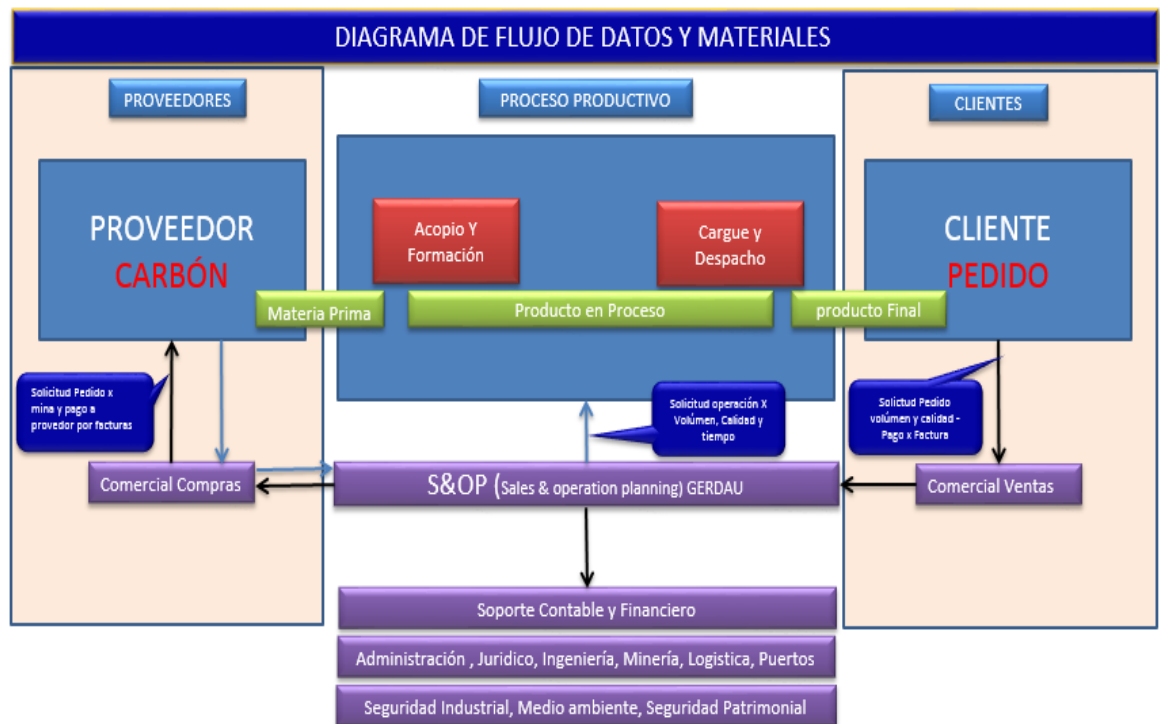 DIAGRAMA DE FLUJO DE DATOS Y MATERIALES
PROVEEDORES
PROCESO PRODUCTIVO
CLIENTES
PROVEEDOR
CARBÓN
Acopio Y
Formación
Cargue y
Despacho
CLIENTE
PEDIDO
Materia Prima
Producto en Proceso
producto Final
Solicitud Pedido x
mina y pago a
provedor por facturas
Solicitud operación X
Volúmen, Calidad y
tiempo
Solictud Pedido
volúmen y calidad -
Pago x Factura
Comercial Compras
S&OP (Sales & operation planning) GERDAU
Comercial Ventas
Soporte Contable y Financiero
Administración , Juridico, Ingeniería, Minería, Logistica, Puertos
Seguridad Industrial, Medio ambiente, Seguridad Patrimonial